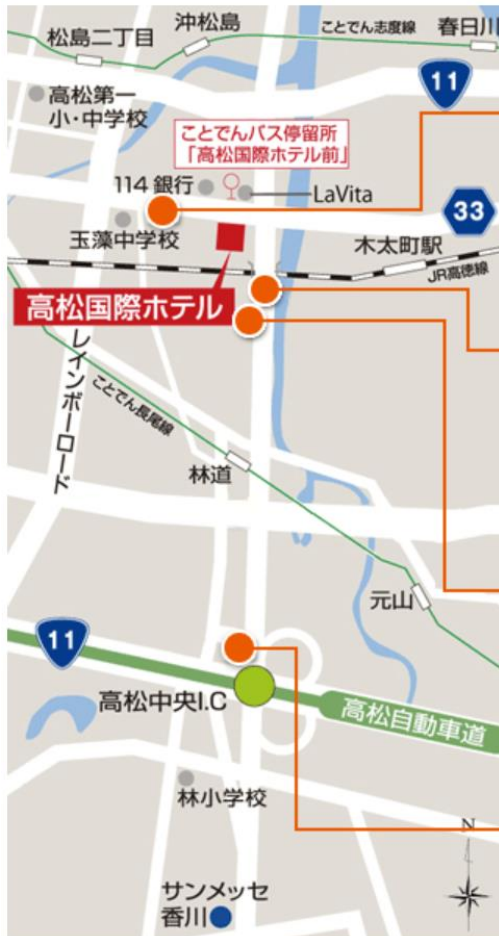 沖松島
松島二丁目
ことでん志度線
春日川
11
高松第一
小・中学校
ことでんバス停留所
「高松国際ホテル前」
114 銀行
LaVita
33
玉藻中学校
木太町駅
JR高徳線
高松国際ホテル
レインボーロード
ことでん長尾線
林道
元山
11
高松中央I.C
高松自動車道
林小学校
N
サンメッセ
香川